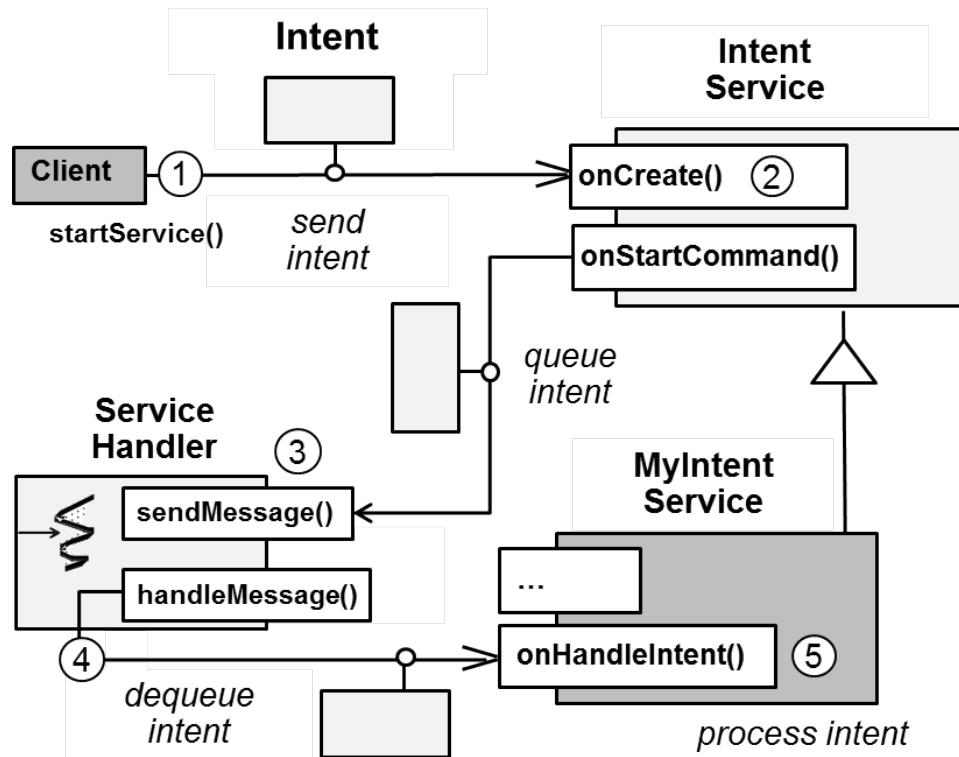 Intent
Intent
Service
Client
1
onCreate()
2
startService()
send
intent
onStartCommand()
queue
intent
Service
Handler
3
MyIntent
Service
sendMessage()
...
handleMessage()
4
onHandleIntent()
5
dequeue
intent
process intent